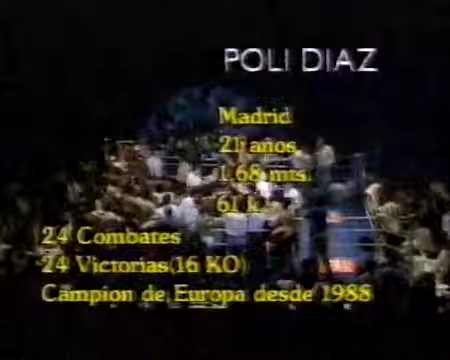 POLI DIAZ
Madrid
21 años
1,68 mts.
61 k.
24 Combates
24 Victorias(16 KO)
Campion de Europa desde 1988